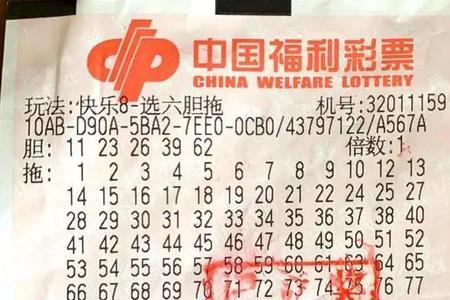 中国福利彩票
CHINA WELFARE LOTTERY
玩法:快乐8-选六胆拖 机号:32011159
10AB-D90A-5BA2-7EE0-0CB0/43797122/A567A
胆: 11 23 26 39 62 倍数:1
拖: 1 2 3 4 5 6 7 8 9 10 12 13
14 15 16 17 18 19 20 21 22 24 25 27
28 29 30 31 32 33 34 35 36 37 38 40
41 42 43 44 45 46 47 48 49 50 51 52
53 54 55 56 57 58 59 60 61 63 64 65
66 67 68 69 70 71 72 73 74 75 76 77